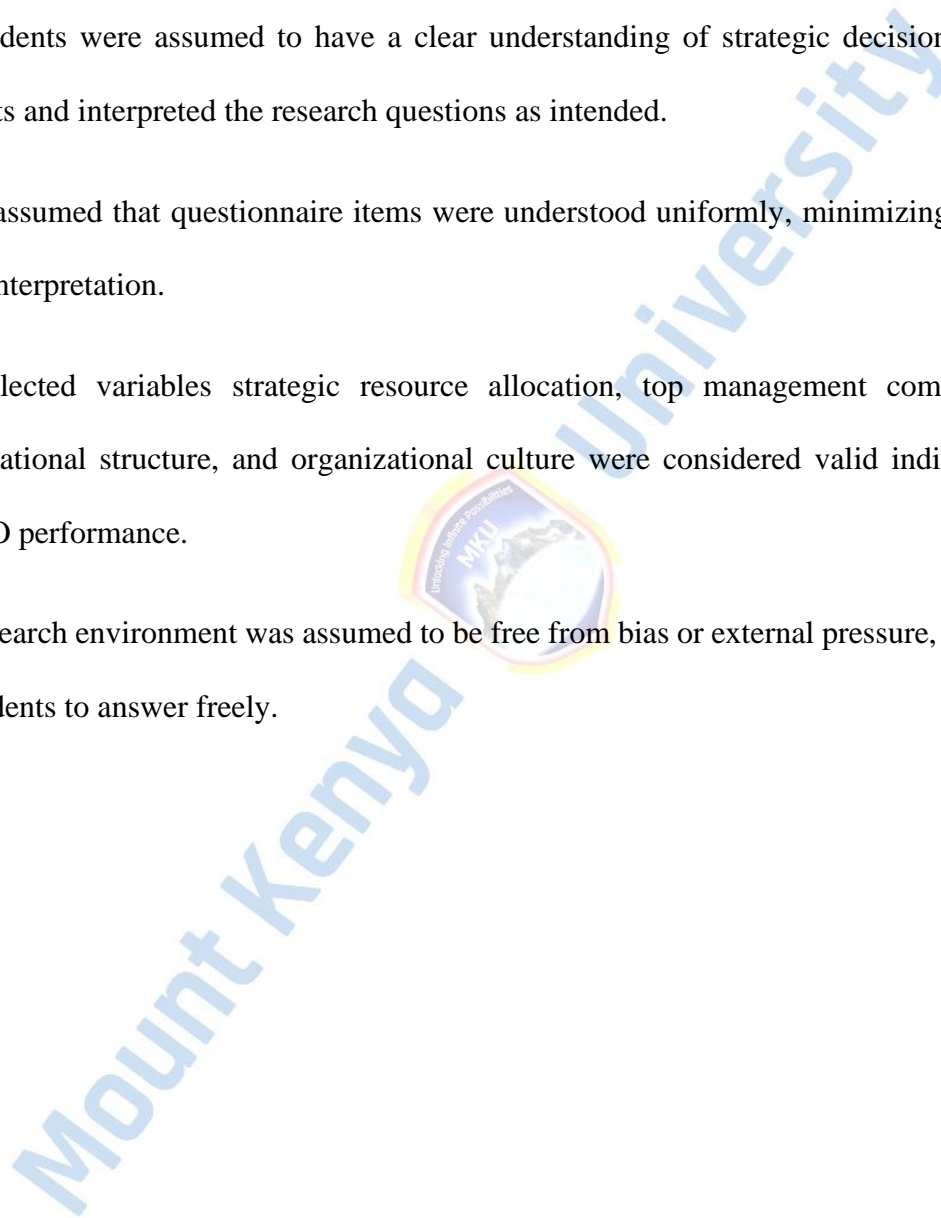 dents were assumed to have a clear understanding of strategic decision
ts and interpreted the research questions as intended.
assumed that questionnaire items were understood uniformly, minimizing
nterpretation.
lected variables strategic resource allocation, top management com
ational structure, and organizational culture were considered valid indi
O performance.
earch environment was assumed to be free from bias or external pressure,
dents to answer freely.
Mount Kenya University
Unlocking Infinite Possibilities
MKU